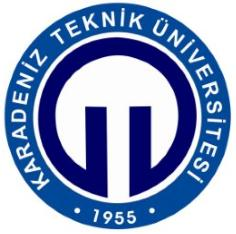 KARADENİZ TEKNİK ÜNİVERSİTESİ
· 1955 ·